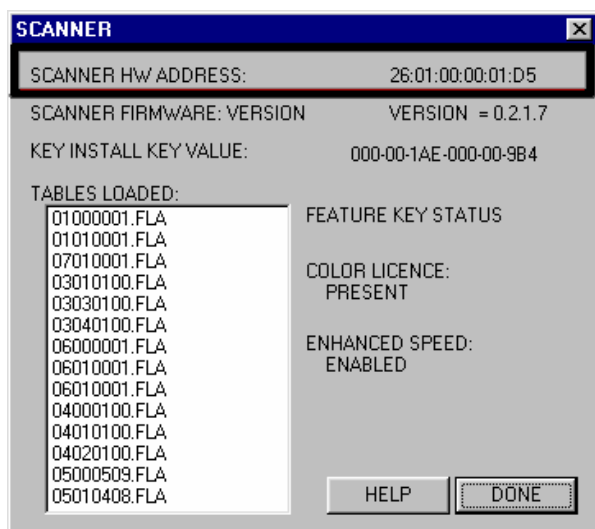 SCANNER
SCANNER HW ADDRESS: 26:01:00:00:01:D5
SCANNER FIRMWARE: VERSION VERSION = 0.2.1.7
KEY INSTALL KEY VALUE: 000-00-1AE-000-00-9B4
TABLES LOADED:
01000001.FLA
01010001.FLA
07010001.FLA
03010100.FLA
03030100.FLA
03040100.FLA
06000001.FLA
06010001.FLA
06010001.FLA
04000100.FLA
04010100.FLA
04020100.FLA
05000509.FLA
05010408.FLA
FEATURE KEY STATUS
COLOR LICENCE:
PRESENT
ENHANCED SPEED:
ENABLED
HELP DONE